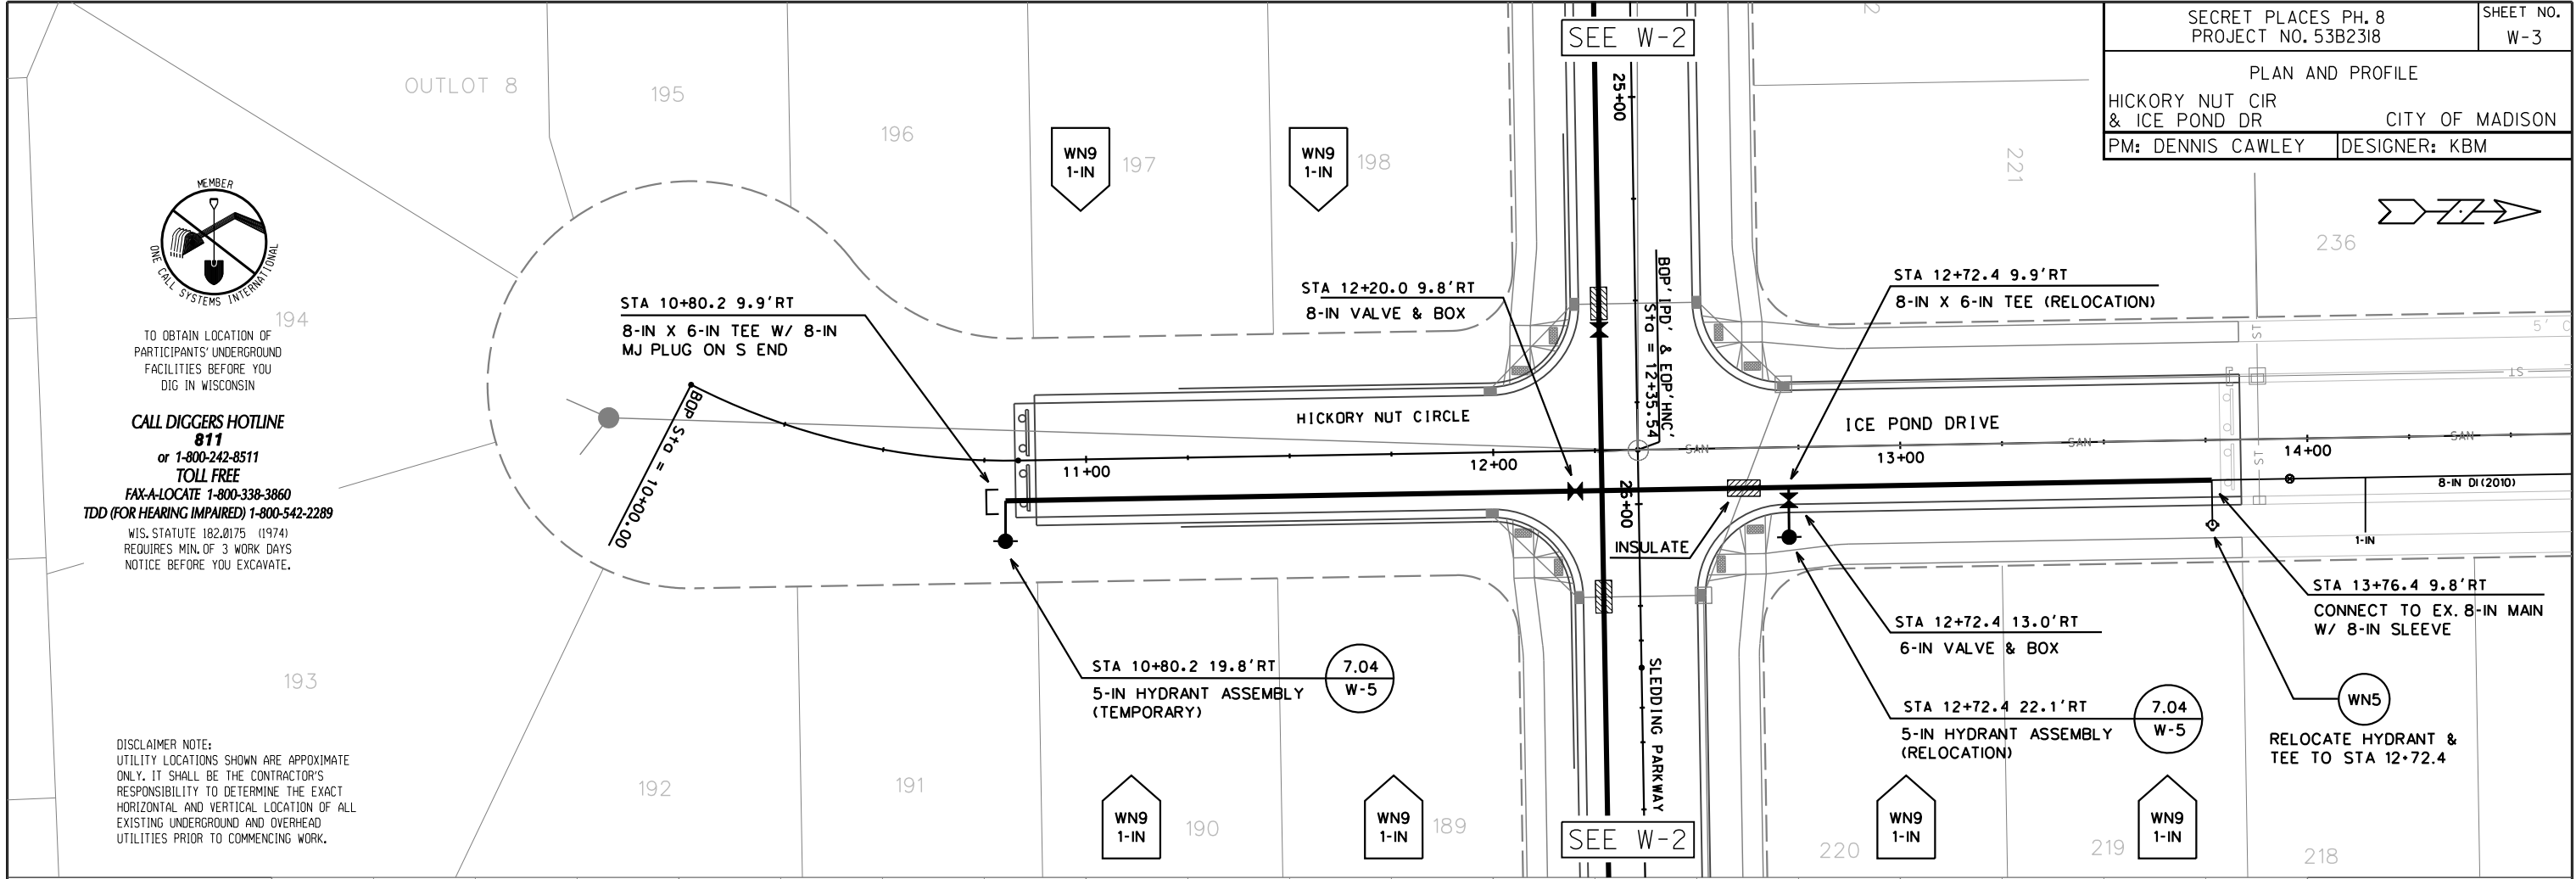 SECRET PLACES PH. 8
PROJECT NO. 53B2318
SHEET NO.
W-3
PLAN AND PROFILE
HICKORY NUT CIR
& ICE POND DR
CITY OF MADISON
PM: DENNIS CAWLEY
DESIGNER: KBM
SEE W-2
25+00
OUTLOT 8
195
196
WN9
1-IN
197
WN9
1-IN
198
221
236
MEMBER
ONE CALL SYSTEMS INTERNATIONAL
194
TO OBTAIN LOCATION OF
PARTICIPANTS' UNDERGROUND
FACILITIES BEFORE YOU
DIG IN WISCONSIN
CALL DIGGERS HOTLINE
811
or 1-800-242-8511
TOLL FREE
FAX-A-LOCATE 1-800-338-3860
TDD (FOR HEARING IMPAIRED) 1-800-542-2289
WIS. STATUTE 182.0175 (1974)
REQUIRES MIN. OF 3 WORK DAYS
NOTICE BEFORE YOU EXCAVATE.
STA 10+80.2 9.9'RT
8-IN X 6-IN TEE W/ 8-IN
MJ PLUG ON S END
STA 12+20.0 9.8'RT
8-IN VALVE & BOX
BOP' IPD' & EOP'HNC'
Sta = 12+35.54
STA 12+72.4 9.9'RT
8-IN X 6-IN TEE (RELOCATION)
BOP Sta = 10+00.00
HICKORY NUT CIRCLE
ICE POND DRIVE
11+00
12+00
13+00
14+00
SAN
SAN
SAN
ST
ST
ST
26+00
INSULATE
8-IN DI(2010)
1-IN
STA 13+76.4 9.8'RT
CONNECT TO EX. 8-IN MAIN
W/ 8-IN SLEEVE
STA 12+72.4 13.0'RT
6-IN VALVE & BOX
STA 10+80.2 19.8'RT
5-IN HYDRANT ASSEMBLY
(TEMPORARY)
7.04
W-5
SLEDDING PARKWAY
STA 12+72.4 22.1'RT
5-IN HYDRANT ASSEMBLY
(RELOCATION)
7.04
W-5
WN5
RELOCATE HYDRANT &
TEE TO STA 12+72.4
193
DISCLAIMER NOTE:
UTILITY LOCATIONS SHOWN ARE APPOXIMATE
ONLY. IT SHALL BE THE CONTRACTOR'S
RESPONSIBILITY TO DETERMINE THE EXACT
HORIZONTAL AND VERTICAL LOCATION OF ALL
EXISTING UNDERGROUND AND OVERHEAD
UTILITIES PRIOR TO COMMENCING WORK.
192
191
WN9
1-IN
190
WN9
1-IN
189
SEE W-2
220
WN9
1-IN
219
WN9
1-IN
218